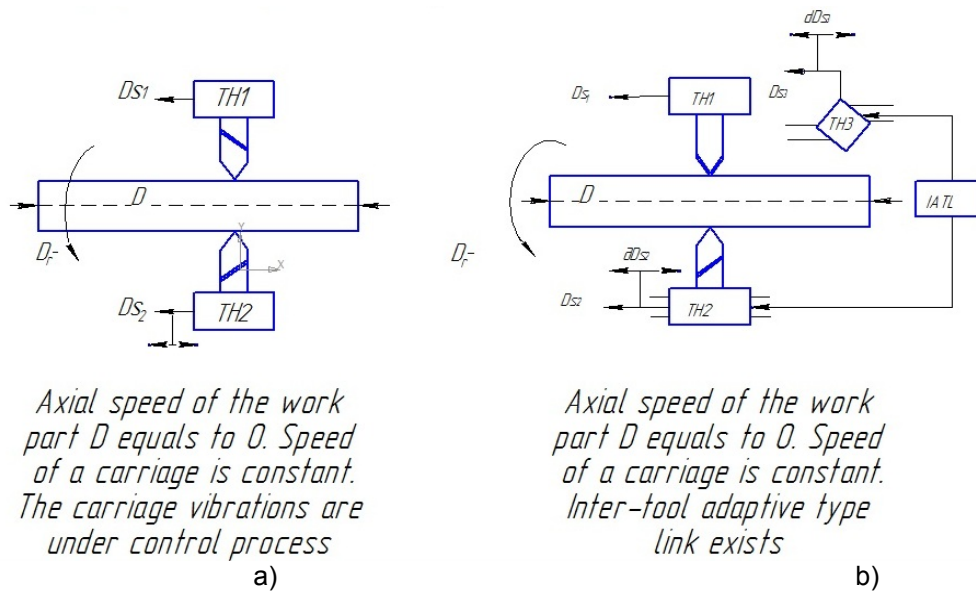 Ds1
TH1
D
Dr
Ds2
TH2
X
Y
Axial speed of the work
part D equals to 0. Speed
of a carriage is constant.
The carriage vibrations are
under control process
a)
dDs3
Ds1
TH1
Ds3
TH3
D
IATL
Dr
∂Ds2
Ds2
TH2
Axial speed of the work
part D equals to 0. Speed
of a carriage is constant.
Inter-tool adaptive type
link exists
b)